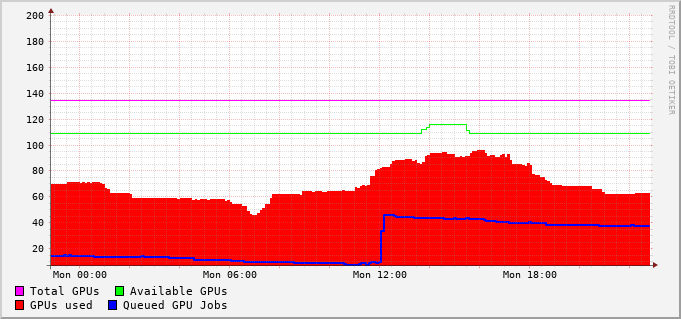 RRDTOOL / TOBI OETIKER
200
180
160
140
120
100
80
60
40
20
Mon 00:00 Mon 06:00 Mon 12:00 Mon 18:00
Total GPUs Available GPUs
GPUs used Queued GPU Jobs